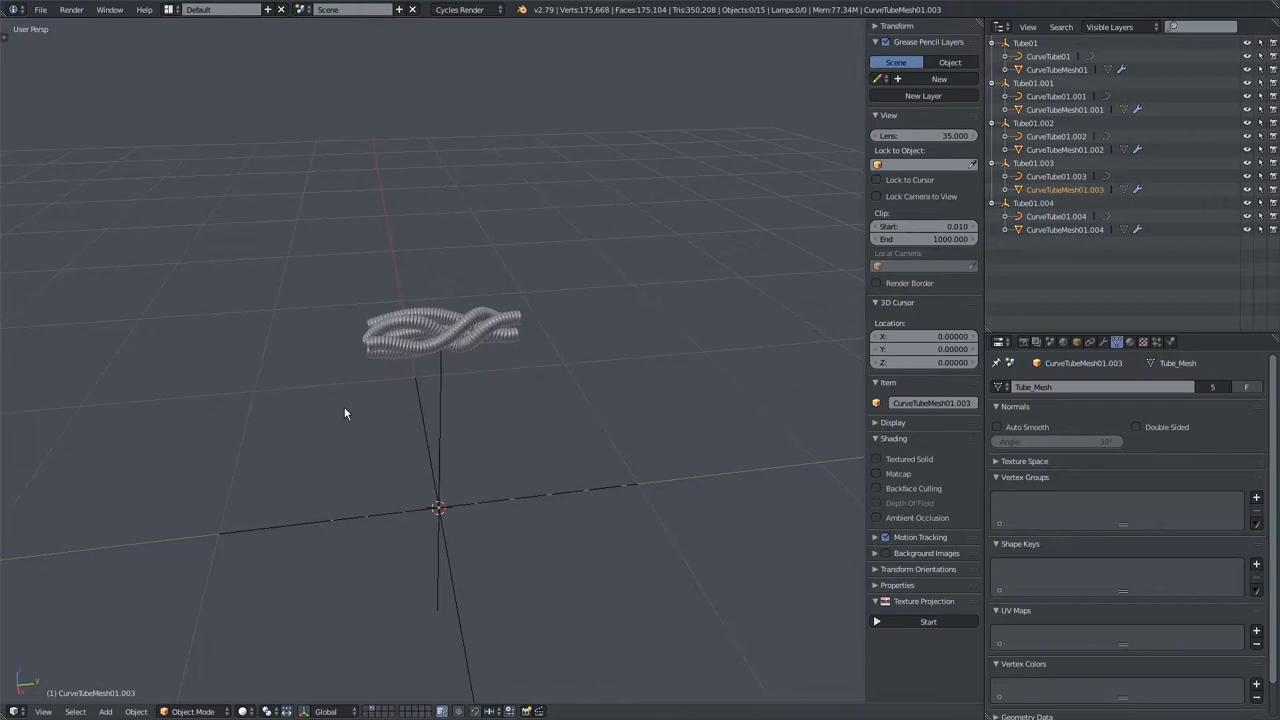 File Render Window Help Default Scene Cycles Render v2.79 | Verts:175,668 | Faces:175,104 | Tris:350,208 | Objects:0/15 | Lamps:0/0 | Mem:77.34M | CurveTubeMesh01.003
User Persp
Transform
Grease Pencil Layers
Scene Object
New
New Layer
View
Lens: 35.000
Lock to Object:
Lock to Cursor
Lock Camera to View
Clip:
Start: 0.010
End: 1000.000
Local Camera:
Render Border
3D Cursor
Location:
X: 0.00000
Y: 0.00000
Z: 0.00000
Item
CurveTubeMesh01.003
Display
Shading
Textured Solid
Matcap
Backface Culling
Depth Of Field
Ambient Occlusion
Motion Tracking
Background Images
Transform Orientations
Properties
Texture Projection
Start
View Search Visible Layers
Tube01
CurveTube01
CurveTubeMesh01
Tube01.001
CurveTube01.001
CurveTubeMesh01.001
Tube01.002
CurveTube01.002
CurveTubeMesh01.002
Tube01.003
CurveTube01.003
CurveTubeMesh01.003
Tube01.004
CurveTube01.004
CurveTubeMesh01.004
CurveTubeMesh01.003 Tube_Mesh
Tube_Mesh 5 F
Normals
Auto Smooth Double Sided
Angle: 30°
Texture Space
Vertex Groups
Shape Keys
UV Maps
Vertex Colors
Geometry Data
(1) CurveTubeMesh01.003
View Select Add Object Object Mode Global